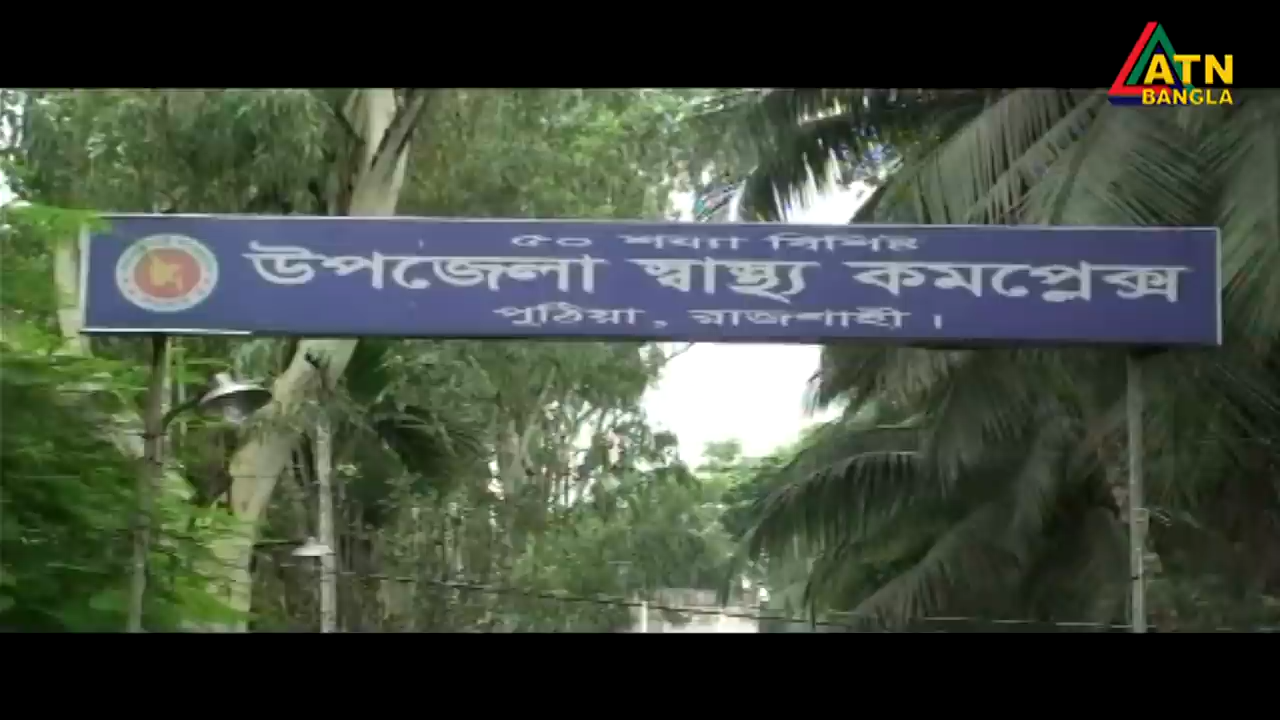 ATN
BANGLA
৫০ শয্যা বিশিষ্ট
উপজেলা স্বাস্থ্য কমপ্লেক্স
পুঠিয়া, রাজশাহী।